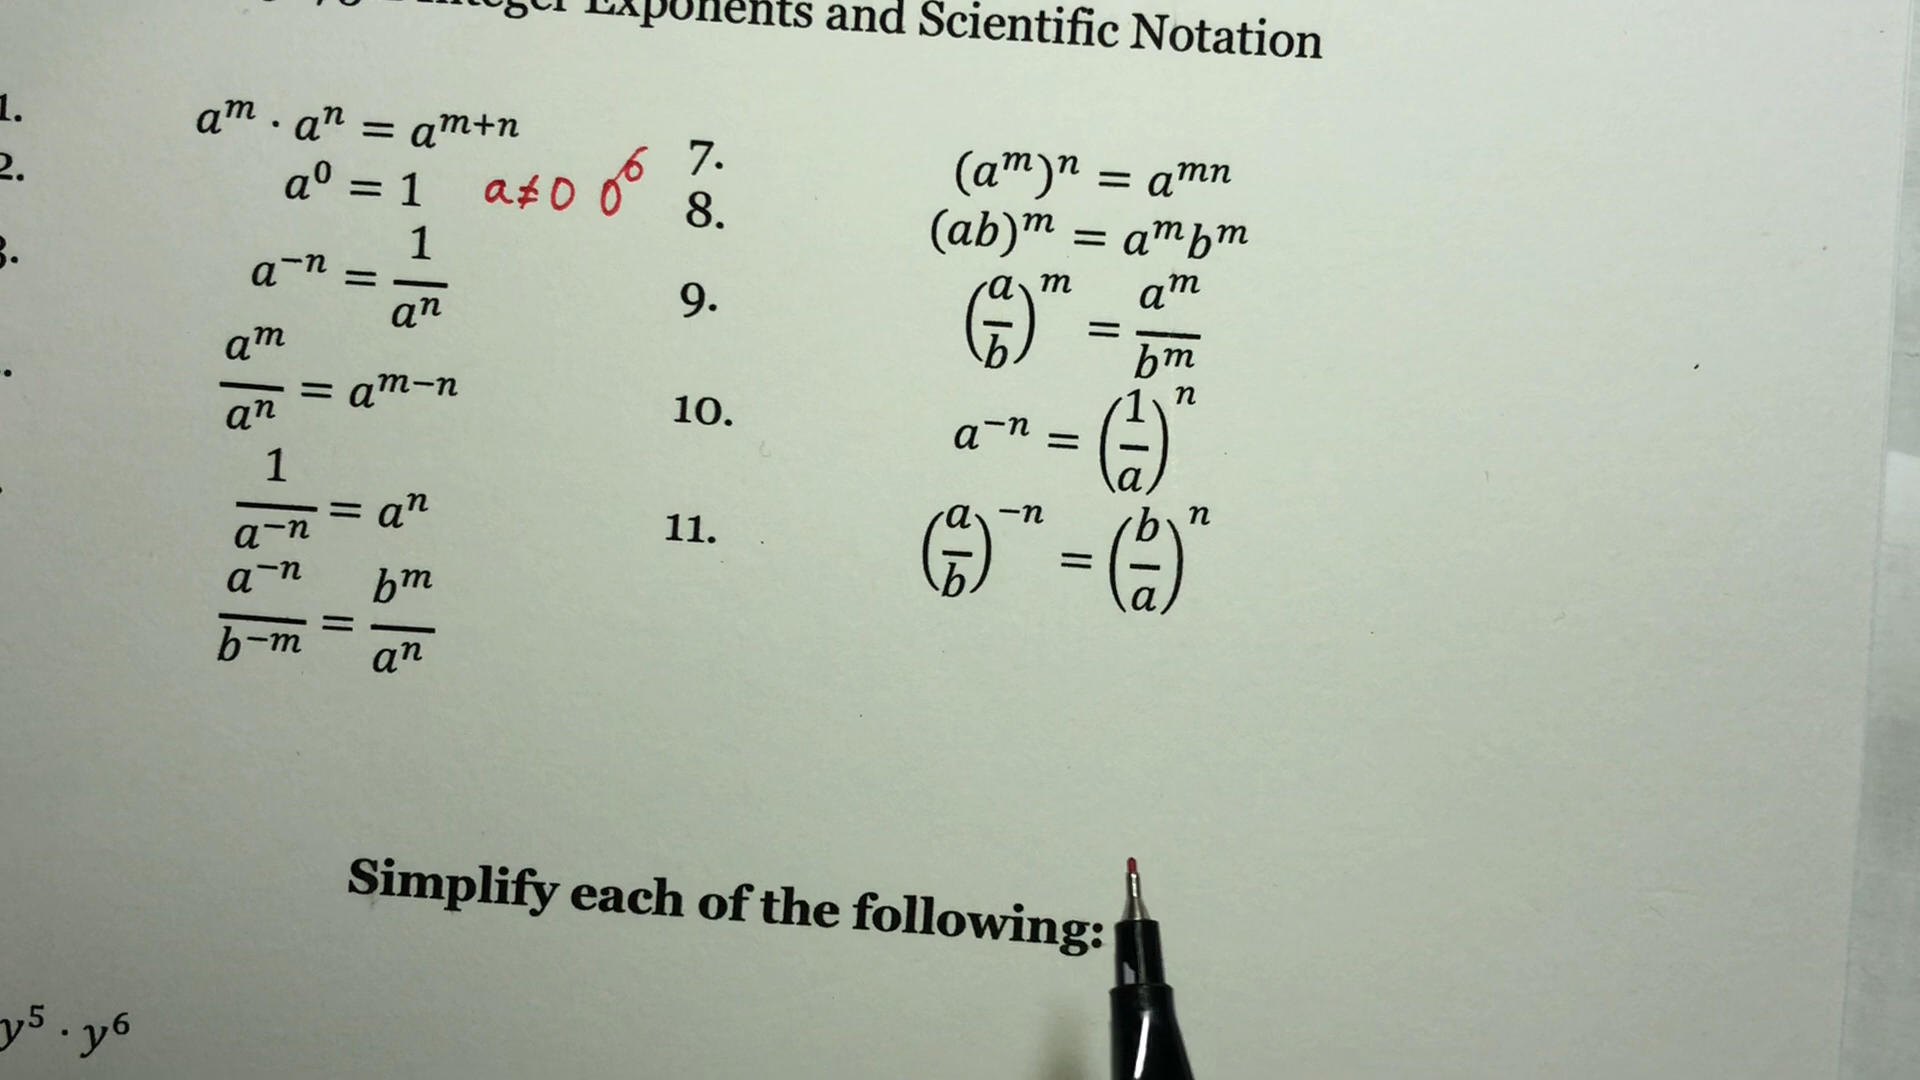 Integer Exponents and Scientific Notation
1. a^m · a^n = a^{m+n}
2. a^0 = 1 a≠0 0^6
3. a^{-n} = 1/a^n
a^m/a^n = a^{m-n}
1/a^{-n} = a^n
a^{-n}/b^{-m} = b^m/a^n
7. (a^m)^n = a^{mn}
8. (ab)^m = a^m b^m
9. (a/b)^m = a^m/b^m
10. a^{-n} = (1/a)^n
11. (a/b)^{-n} = (b/a)^n
Simplify each of the following:
y^5 · y^6